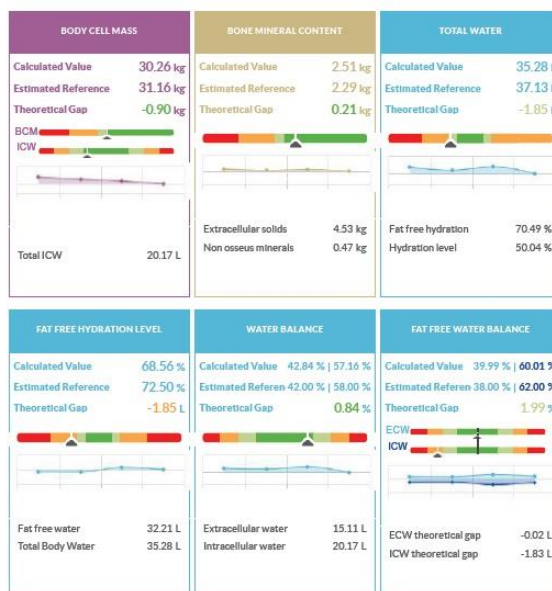 BODY CELL MASS
Calculated Value 30.26 kg
Estimated Reference 31.16 kg
Theoretical Gap -0.90 kg
BCM
ICW
Total ICW 20.17 L
BONE MINERAL CONTENT
Calculated Value 2.51 kg
Estimated Reference 2.29 kg
Theoretical Gap 0.21 kg
Extracellular solids 4.53 kg
Non osseus minerals 0.47 kg
TOTAL WATER
Calculated Value 35.28
Estimated Reference 37.13
Theoretical Gap -1.85
Fat free hydration 70.49 %
Hydration level 50.04 %
FAT FREE HYDRATION LEVEL
Calculated Value 68.56 %
Estimated Reference 72.50 %
Theoretical Gap -1.85 L
Fat free water 32.21 L
Total Body Water 35.28 L
WATER BALANCE
Calculated Value 42.84 % | 57.16 %
Estimated Referen 42.00 % | 58.00 %
Theoretical Gap 0.84 %
Extracellular water 15.11 L
Intracellular water 20.17 L
FAT FREE WATER BALANCE
Calculated Value 39.99 % | 60.01 %
Estimated Referen 38.00 % | 62.00 %
Theoretical Gap 1.99 %
ECW
ICW
ECW theoretical gap -0.02 L
ICW theoretical gap -1.83 L